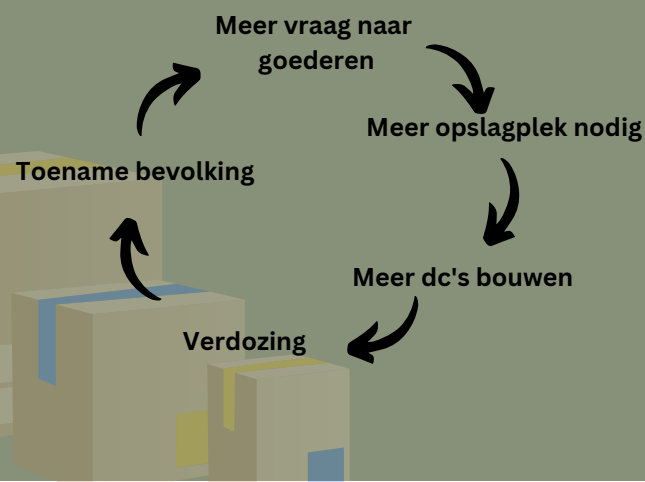 Meer vraag naar
goederen
Meer opslagplek nodig
Toename bevolking
Meer dc's bouwen
Verdozing